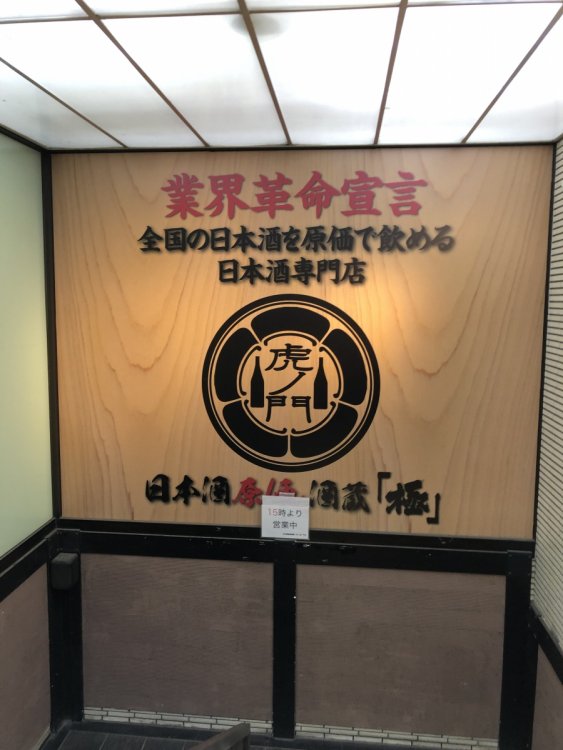 業界革命宣言
全国の日本酒を原価で飲める
日本酒専門店
虎ノ門
日本酒原価酒蔵「極」
15時より
営業中